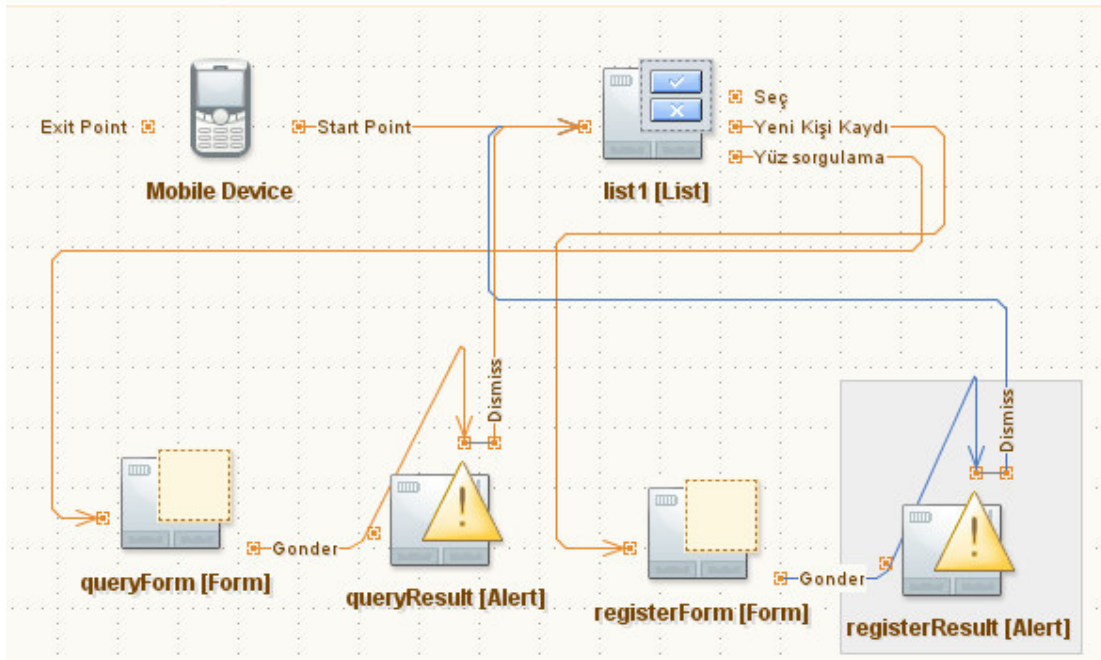 Exit Point
Start Point
Mobile Device
Seç
Yeni Kişi Kaydı
Yüz sorgulama
list1 [List]
Dismiss
Dismiss
Gonder
queryForm [Form]
queryResult [Alert]
Gonder
registerForm [Form]
registerResult [Alert]